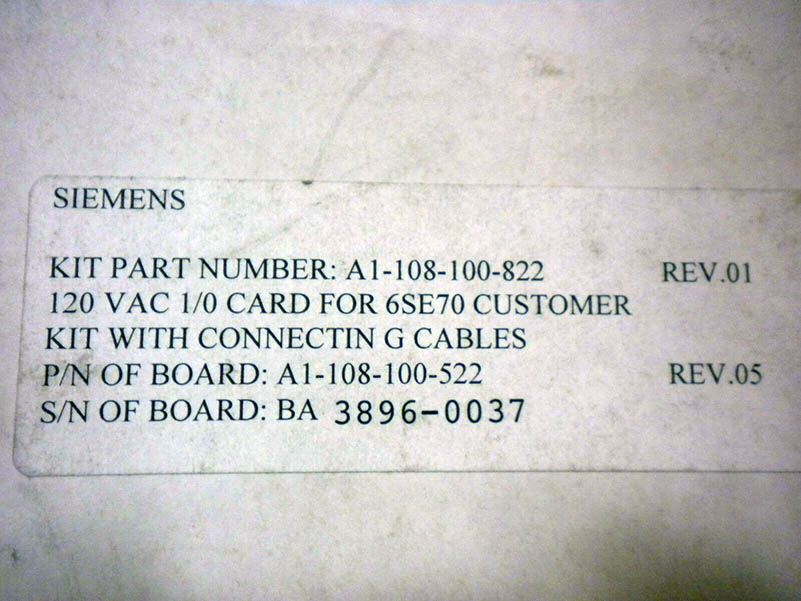 SIEMENS
KIT PART NUMBER: A1-108-100-822 REV.01
120 VAC 1/0 CARD FOR 6SE70 CUSTOMER
KIT WITH CONNECTIN G CABLES
P/N OF BOARD: A1-108-100-522 REV.05
S/N OF BOARD: BA 3896-0037